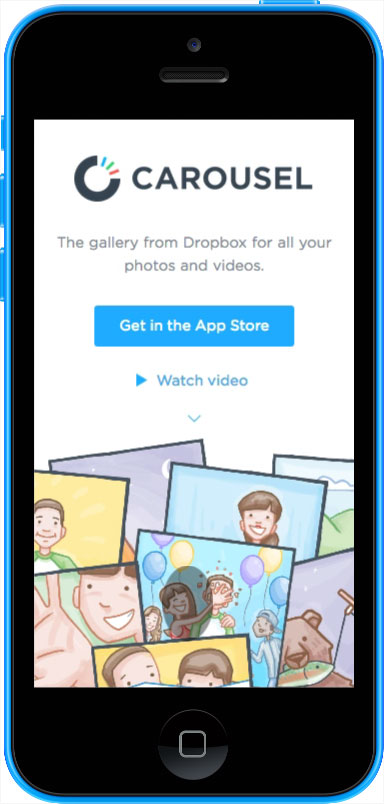 CAROUSEL
The gallery from Dropbox for all your
photos and videos.
Get in the App Store
Watch video